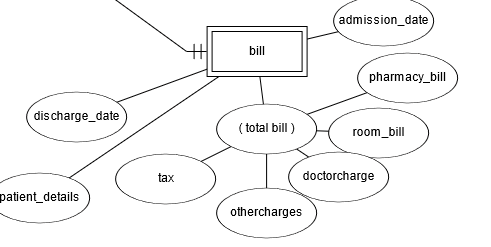 admission_date
bill
pharmacy_bill
discharge_date
( total bill )
room_bill
tax
doctorcharge
patient_details
othercharges